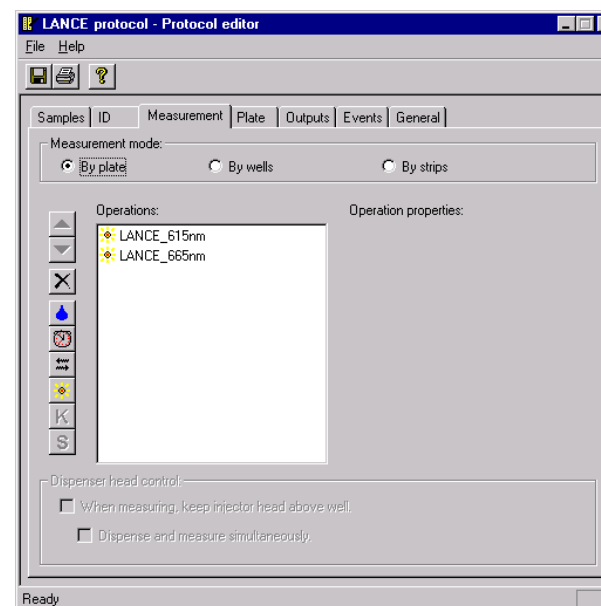 LANCE protocol - Protocol editor
File Help
Samples ID Measurement Plate Outputs Events General
Measurement mode:
By plate By wells By strips
Operations: Operation properties:
LANCE_615nm
LANCE_665nm
K
S
Dispenser head control:
When measuring, keep injector head above well.
Dispense and measure simultaneously.
Ready